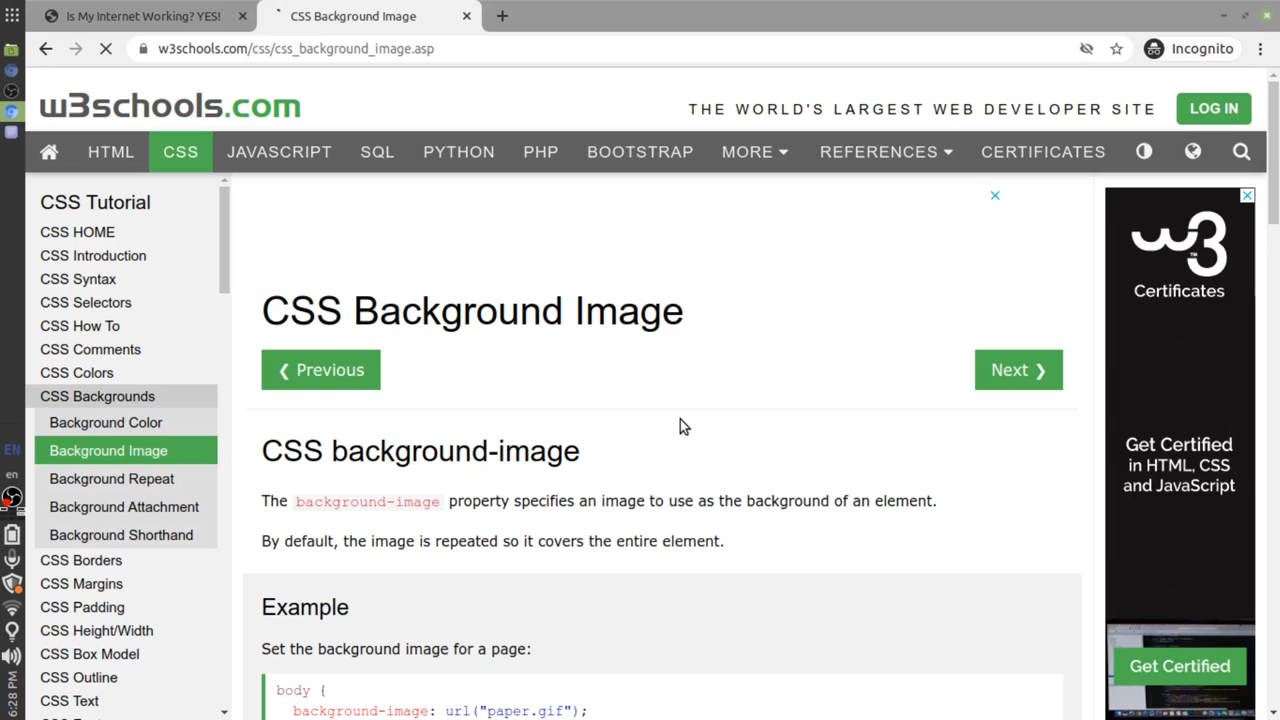 Is My Internet Working? YES!
CSS Background Image
w3schools.com/css/css_background_image.asp
Incognito
w3schools.com
THE WORLD'S LARGEST WEB DEVELOPER SITE
LOG IN
HTML
CSS
JAVASCRIPT
SQL
PYTHON
PHP
BOOTSTRAP
MORE
REFERENCES
CERTIFICATES
CSS Tutorial
CSS HOME
CSS Introduction
CSS Syntax
CSS Selectors
CSS How To
CSS Comments
CSS Colors
CSS Backgrounds
Background Color
Background Image
Background Repeat
Background Attachment
Background Shorthand
CSS Borders
CSS Margins
CSS Padding
CSS Height/Width
CSS Box Model
CSS Outline
CSS Text
CSS Background Image
❮ Previous
Next ❯
CSS background-image
The background-image property specifies an image to use as the background of an element.
By default, the image is repeated so it covers the entire element.
Example
Set the background image for a page:
body {
background-image: url("paper.gif");
w3
TM
Certificates
Get Certified
in HTML, CSS
and JavaScript
Get Certified
EN
en
6:28 PM